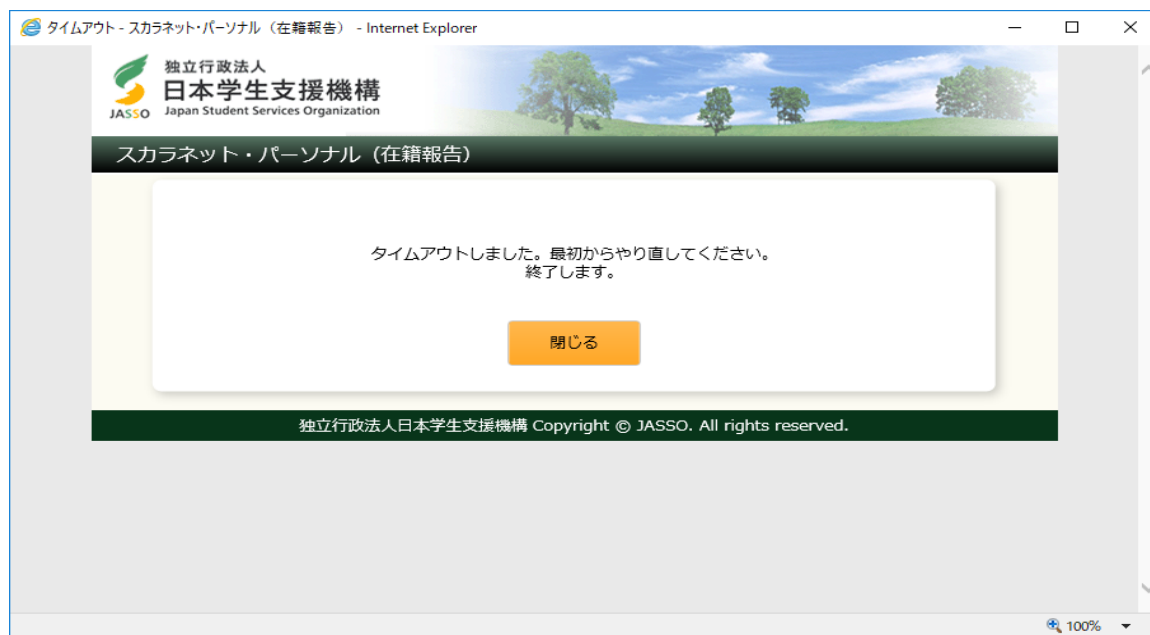 タイムアウト - スカラネット・パーソナル（在籍報告） - Internet Explorer
独立行政法人
日本学生支援機構
JASSO Japan Student Services Organization
スカラネット・パーソナル（在籍報告）
タイムアウトしました。最初からやり直してください。
終了します。
閉じる
独立行政法人日本学生支援機構 Copyright © JASSO. All rights reserved.
100%